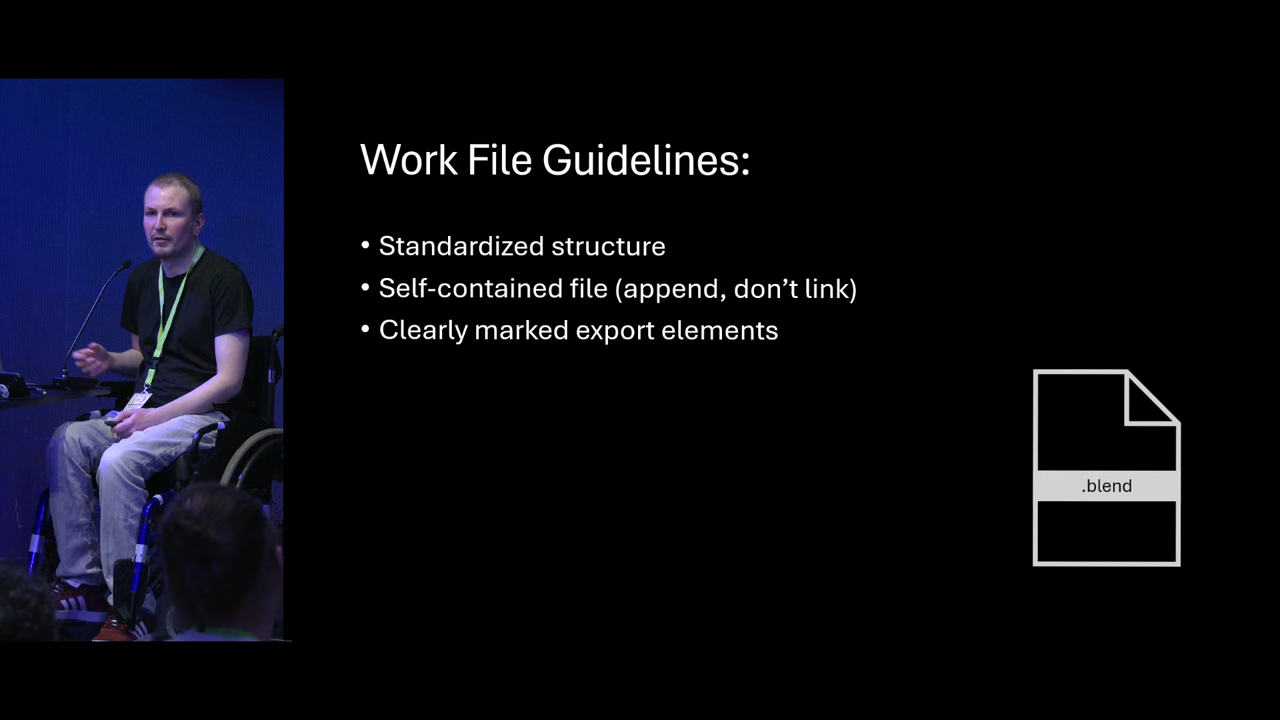 Work File Guidelines:
• Standardized structure
• Self-contained file (append, don’t link)
• Clearly marked export elements
.blend